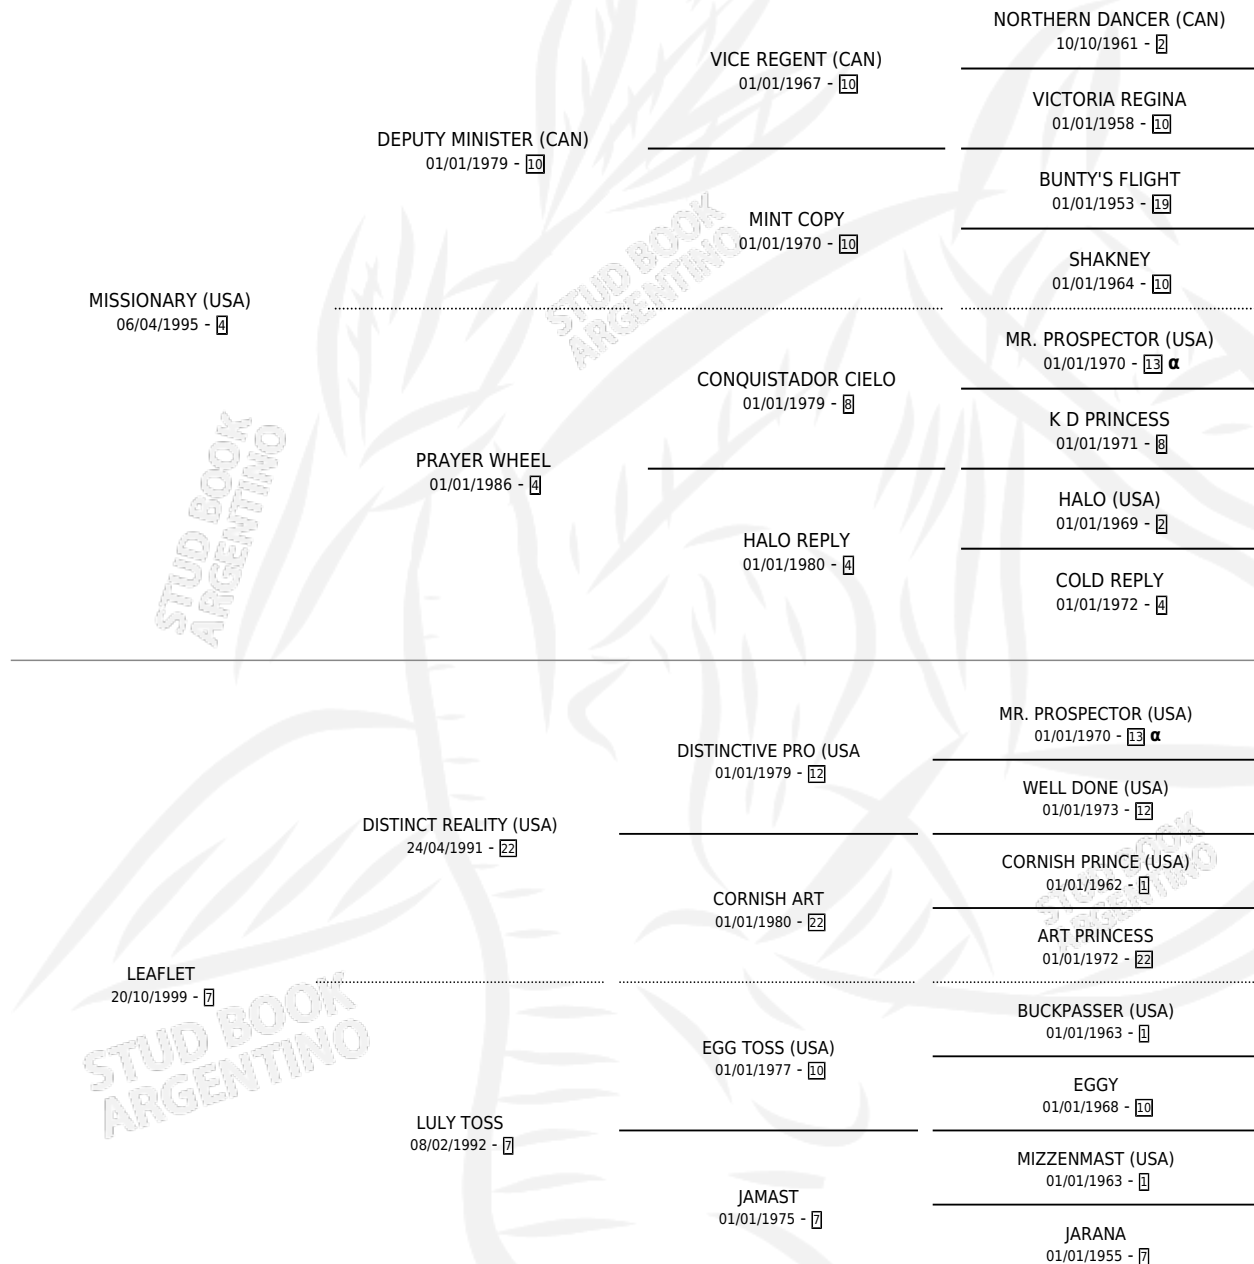 NORTHERN DANCER (CAN)
10/10/1961 - 2
VICE REGENT (CAN)
01/01/1967 - 10
VICTORIA REGINA
01/01/1958 - 10
DEPUTY MINISTER (CAN)
01/01/1979 - 10
BUNTY'S FLIGHT
01/01/1953 - 19
MINT COPY
01/01/1970 - 10
SHAKNEY
01/01/1964 - 10
MISSIONARY (USA)
06/04/1995 - 4
MR. PROSPECTOR (USA)
01/01/1970 - 13 α
CONQUISTADOR CIELO
01/01/1979 - 8
K D PRINCESS
01/01/1971 - 8
PRAYER WHEEL
01/01/1986 - 4
HALO (USA)
01/01/1969 - 2
HALO REPLY
01/01/1980 - 4
COLD REPLY
01/01/1972 - 4
MR. PROSPECTOR (USA)
01/01/1970 - 13 α
DISTINCTIVE PRO (USA
01/01/1979 - 12
WELL DONE (USA)
01/01/1973 - 12
DISTINCT REALITY (USA)
24/04/1991 - 22
CORNISH PRINCE (USA)
01/01/1962 - 1
CORNISH ART
01/01/1980 - 22
ART PRINCESS
01/01/1972 - 22
LEAFLET
20/10/1999 - 7
BUCKPASSER (USA)
01/01/1963 - 1
EGG TOSS (USA)
01/01/1977 - 10
EGGY
01/01/1968 - 10
LULY TOSS
08/02/1992 - 7
MIZZENMAST (USA)
01/01/1963 - 1
JAMAST
01/01/1975 - 7
JARANA
01/01/1955 - 7
STUD BOOK
ARGENTINO
STUD BOOK
ARGENTINO
STUD BOOK
ARGENTINO
STUD BOOK
ARGENTINO